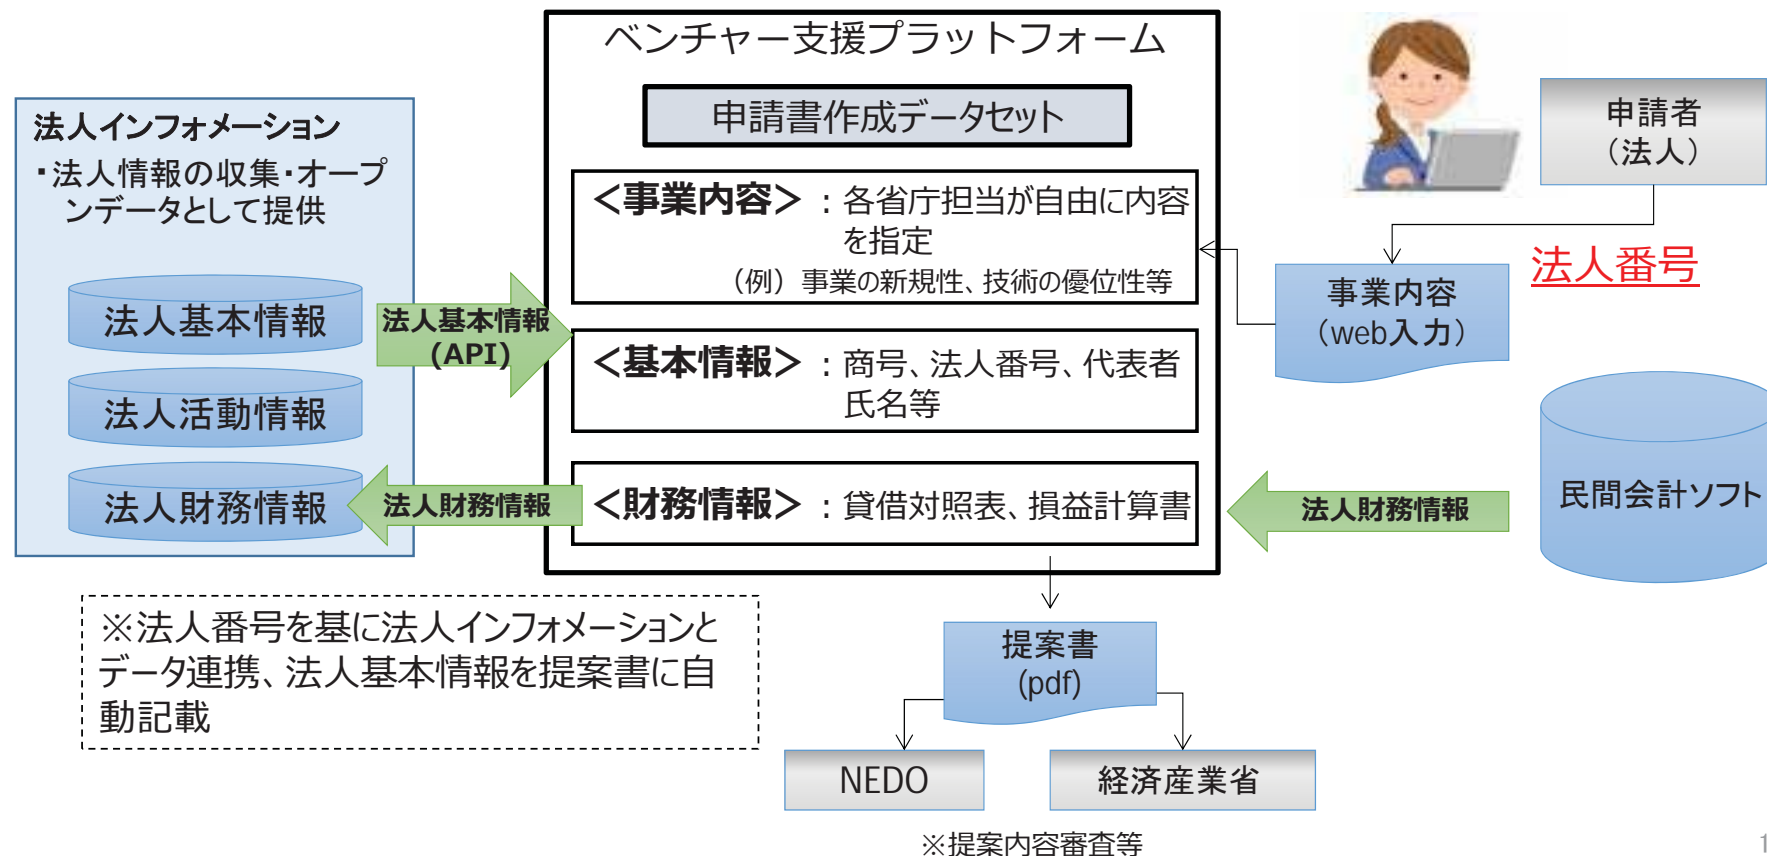 ベンチャー支援プラットフォーム
申請書作成データセット
法人インフォメーション
・法人情報の収集・オープ
ンデータとして提供
法人基本情報
法人活動情報
法人財務情報
法人基本情報
(API)
法人財務情報
<事業内容>：各省庁担当が自由に内容
を指定
（例）事業の新規性、技術の優位性等
<基本情報>：商号、法人番号、代表者
氏名等
<財務情報>：貸借対照表、損益計算書
申請者
（法人）
法人番号
事業内容
（web入力）
民間会計ソフト
法人財務情報
※法人番号を基に法人インフォメーションと
データ連携、法人基本情報を提案書に自
動記載
提案書
(pdf)
NEDO
経済産業省
※提案内容審査等
1